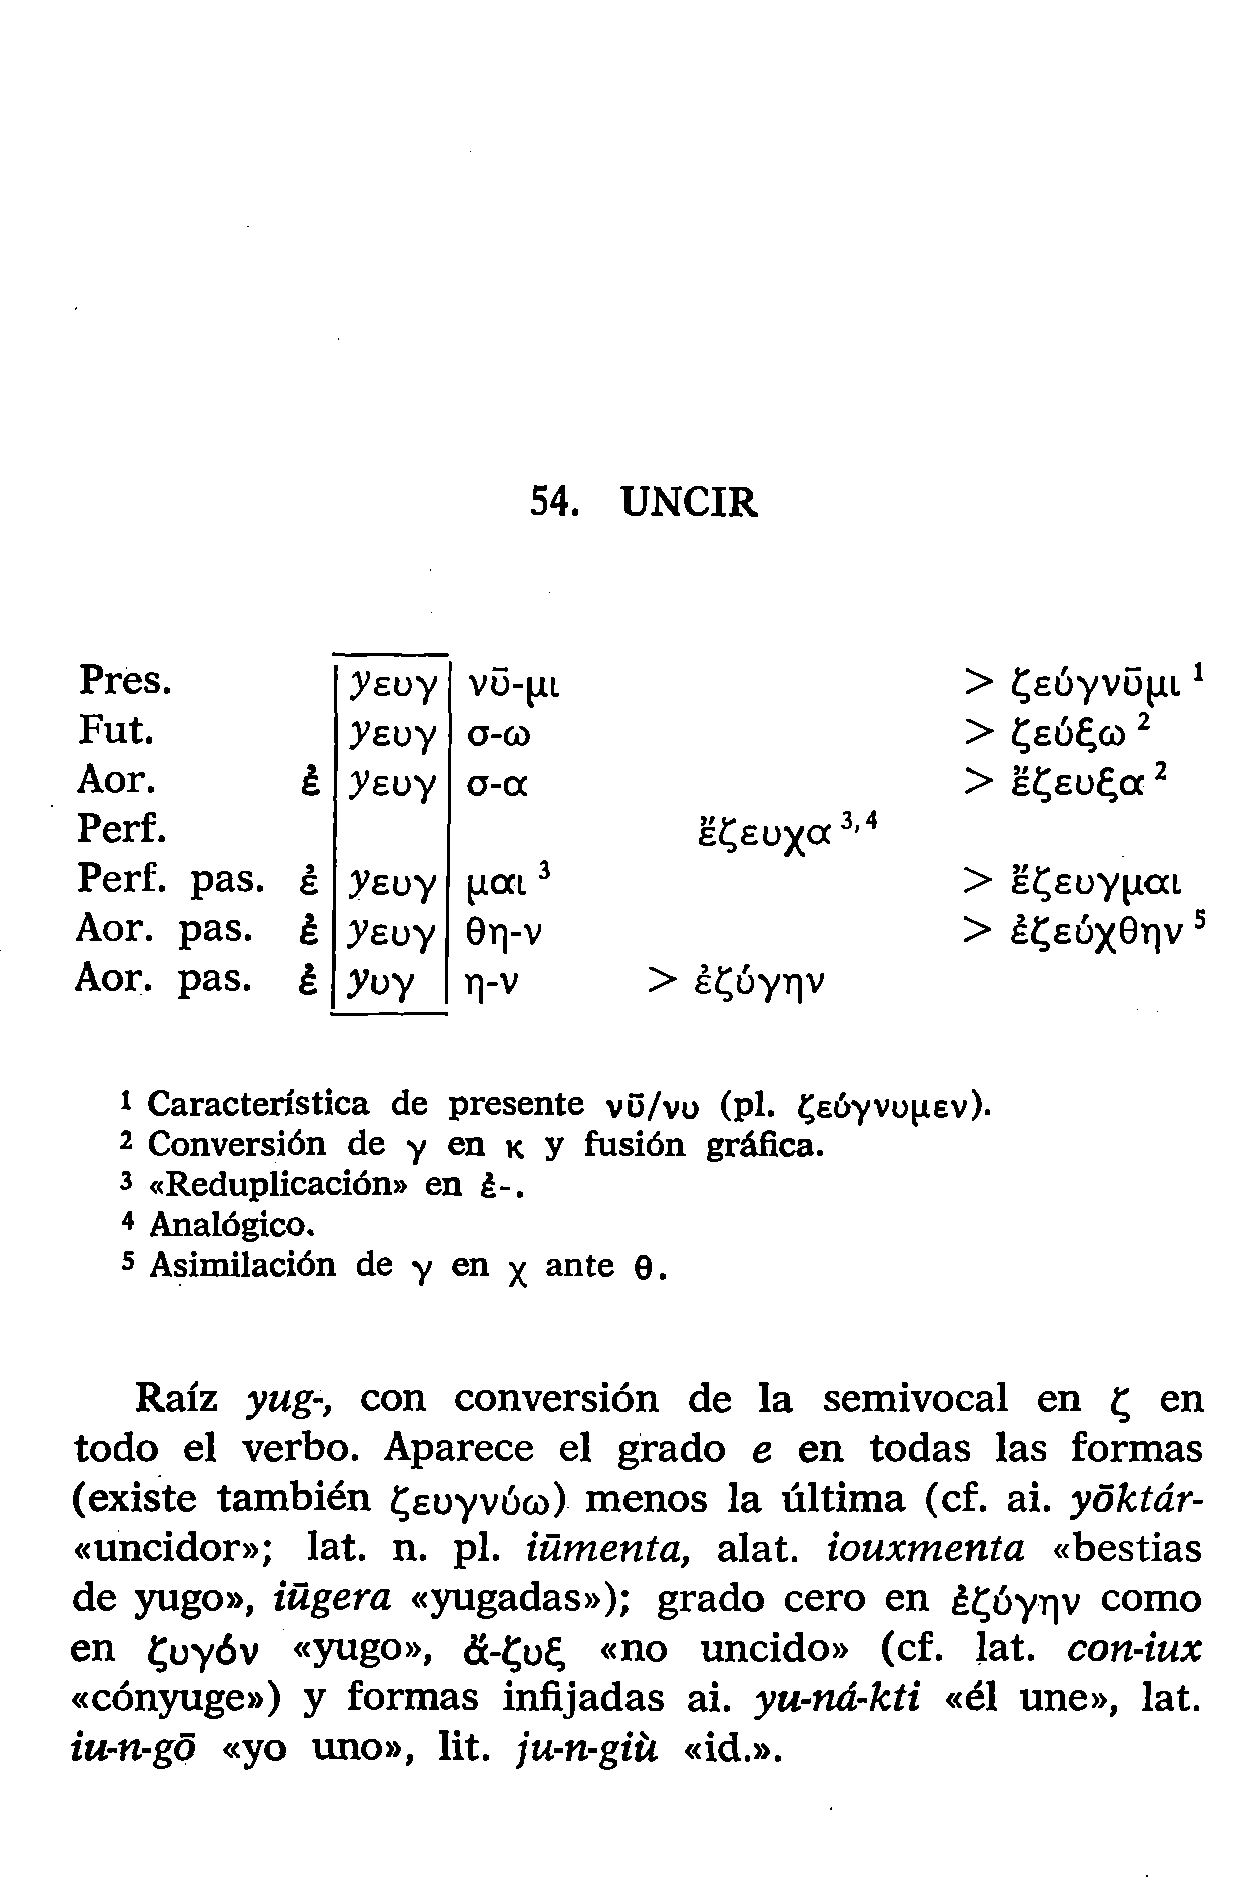 54. UNCIR
Pres. yευγ νῡ-μι > ζεύγνῡμι ¹
Fut. yευγ σ-ω > ζεύξω ²
Aor. ἐ yευγ σ-α > ἔζευξα ²
Perf. ἔζευχα ³,⁴
Perf. pas. ἐ yευγ μαι ³ > ἔζευγμαι
Aor. pas. ἐ yευγ θη-ν > ἐζεύχθην ⁵
Aor. pas. ἐ yυγ η-ν > ἐζύγην
¹ Característica de presente νῡ/νυ (pl. ζεύγνυμεν).
² Conversión de γ en κ y fusión gráfica.
³ «Reduplicación» en ἐ-.
⁴ Analógico.
⁵ Asimilación de γ en χ ante θ.
Raíz yug-, con conversión de la semivocal en ζ en
todo el verbo. Aparece el grado e en todas las formas
(existe también ζευγνύω) menos la última (cf. ai. yōktár-
«uncidor»; lat. n. pl. iūmenta, alat. iouxmenta «bestias
de yugo», iūgera «yugadas»); grado cero en ἐζύγην como
en ζυγόν «yugo», ἄ-ζυξ «no uncido» (cf. lat. con-iux
«cónyuge») y formas infijadas ai. yu-ná-kti «él une», lat.
iu-n-gō «yo uno», lit. ju-n-giù «id.».